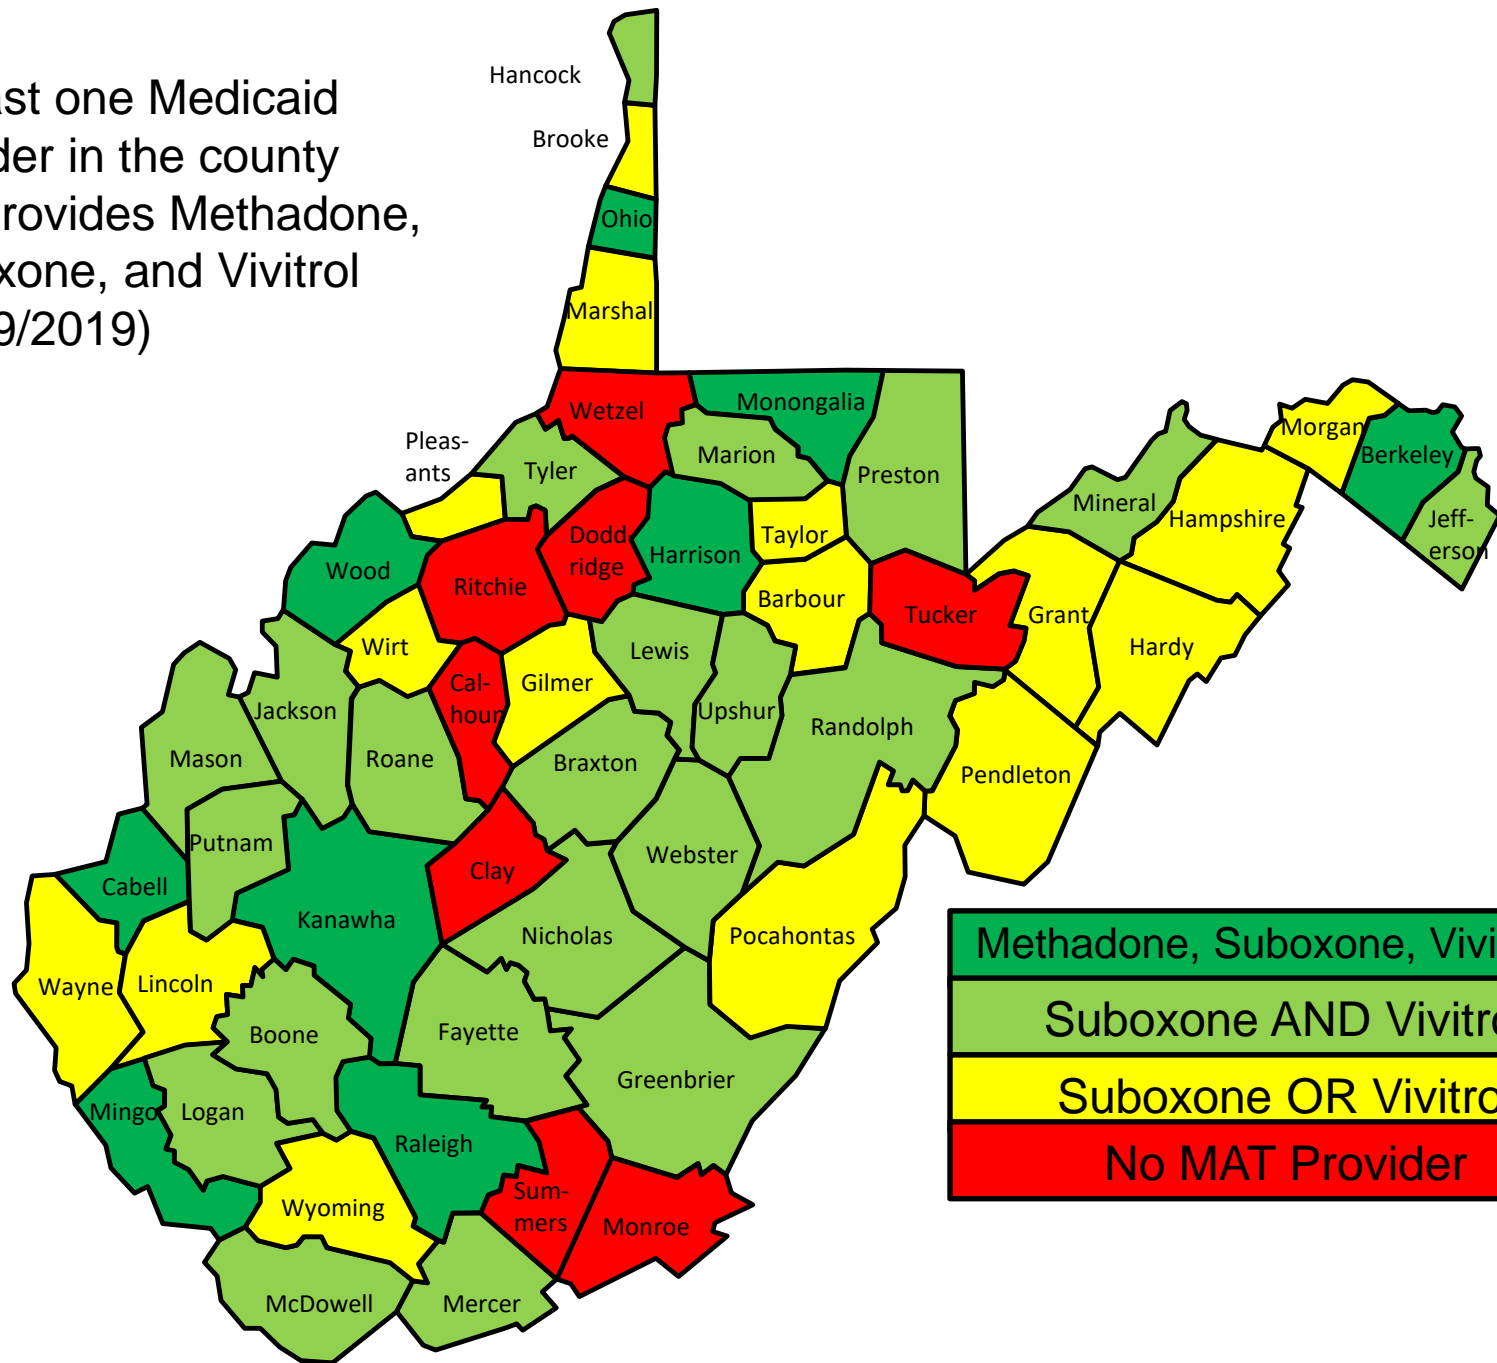 ast one Medicaid
der in the county
rovides Methadone,
xone, and Vivitrol
9/2019)
Hancock
Brooke
Ohio
Marshal
Wetzel
Monongalia
Marion
Preston
Pleas-
ants
Tyler
Dodd
ridge
Harrison
Taylor
Wood
Ritchie
Barbour
Tucker
Grant
Mineral
Hampshire
Morgan
Berkeley
Jeff-
erson
Hardy
Wirt
Cal-
houn
Gilmer
Lewis
Upshur
Randolph
Pendleton
Jackson
Mason
Roane
Braxton
Putnam
Webster
Cabell
Clay
Kanawha
Nicholas
Pocahontas
Wayne
Lincoln
Boone
Fayette
Greenbrier
Mingo
Logan
Raleigh
Wyoming
Sum-
mers
Monroe
McDowell
Mercer
Methadone, Suboxone, Vivi
Suboxone AND Vivitro
Suboxone OR Vivitro
No MAT Provider